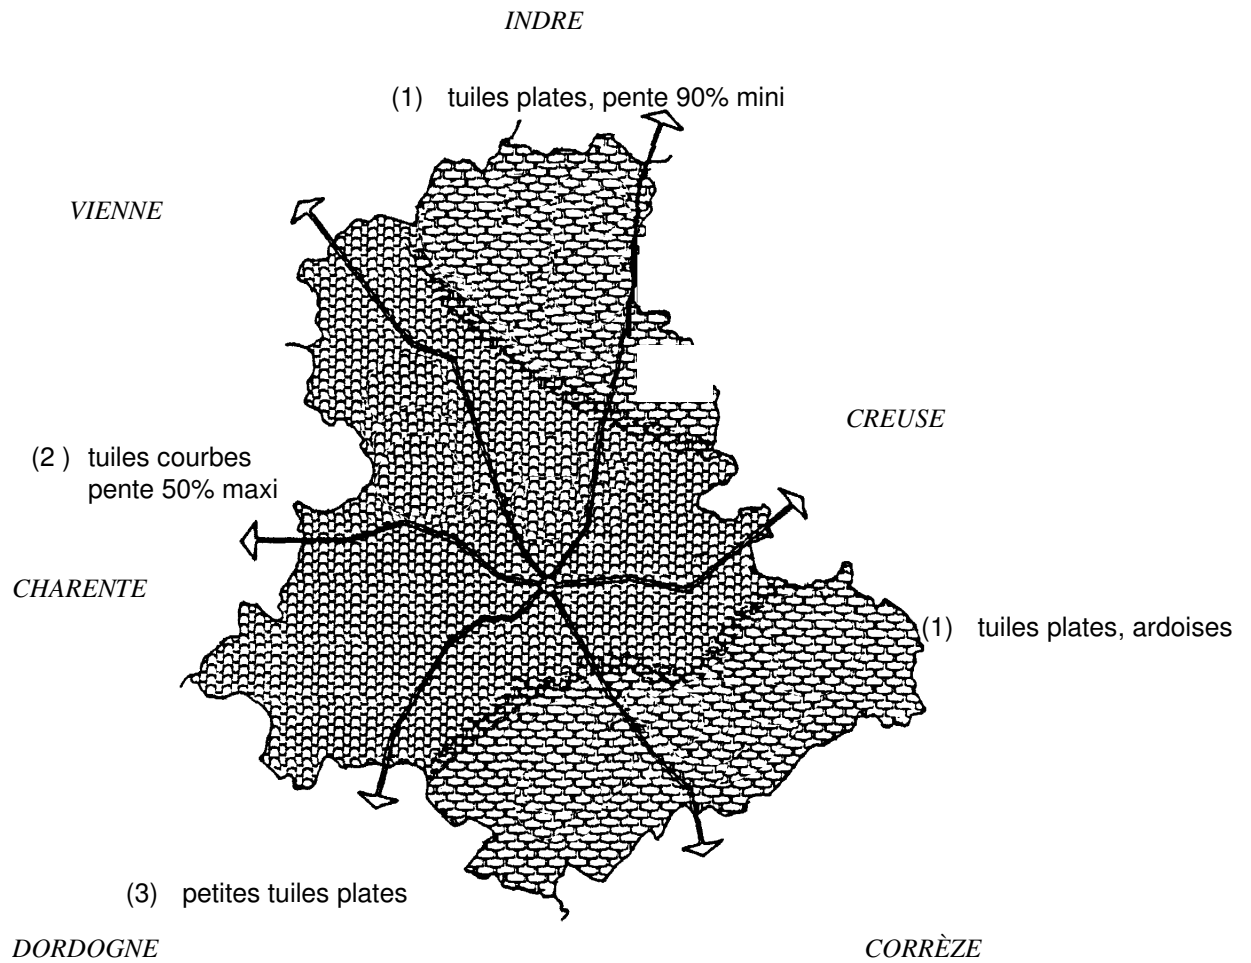 INDRE
(1) tuiles plates, pente 90% mini
VIENNE
CREUSE
(2 ) tuiles courbes
pente 50% maxi
CHARENTE
(1) tuiles plates, ardoises
(3) petites tuiles plates
DORDOGNE
CORRÈZE